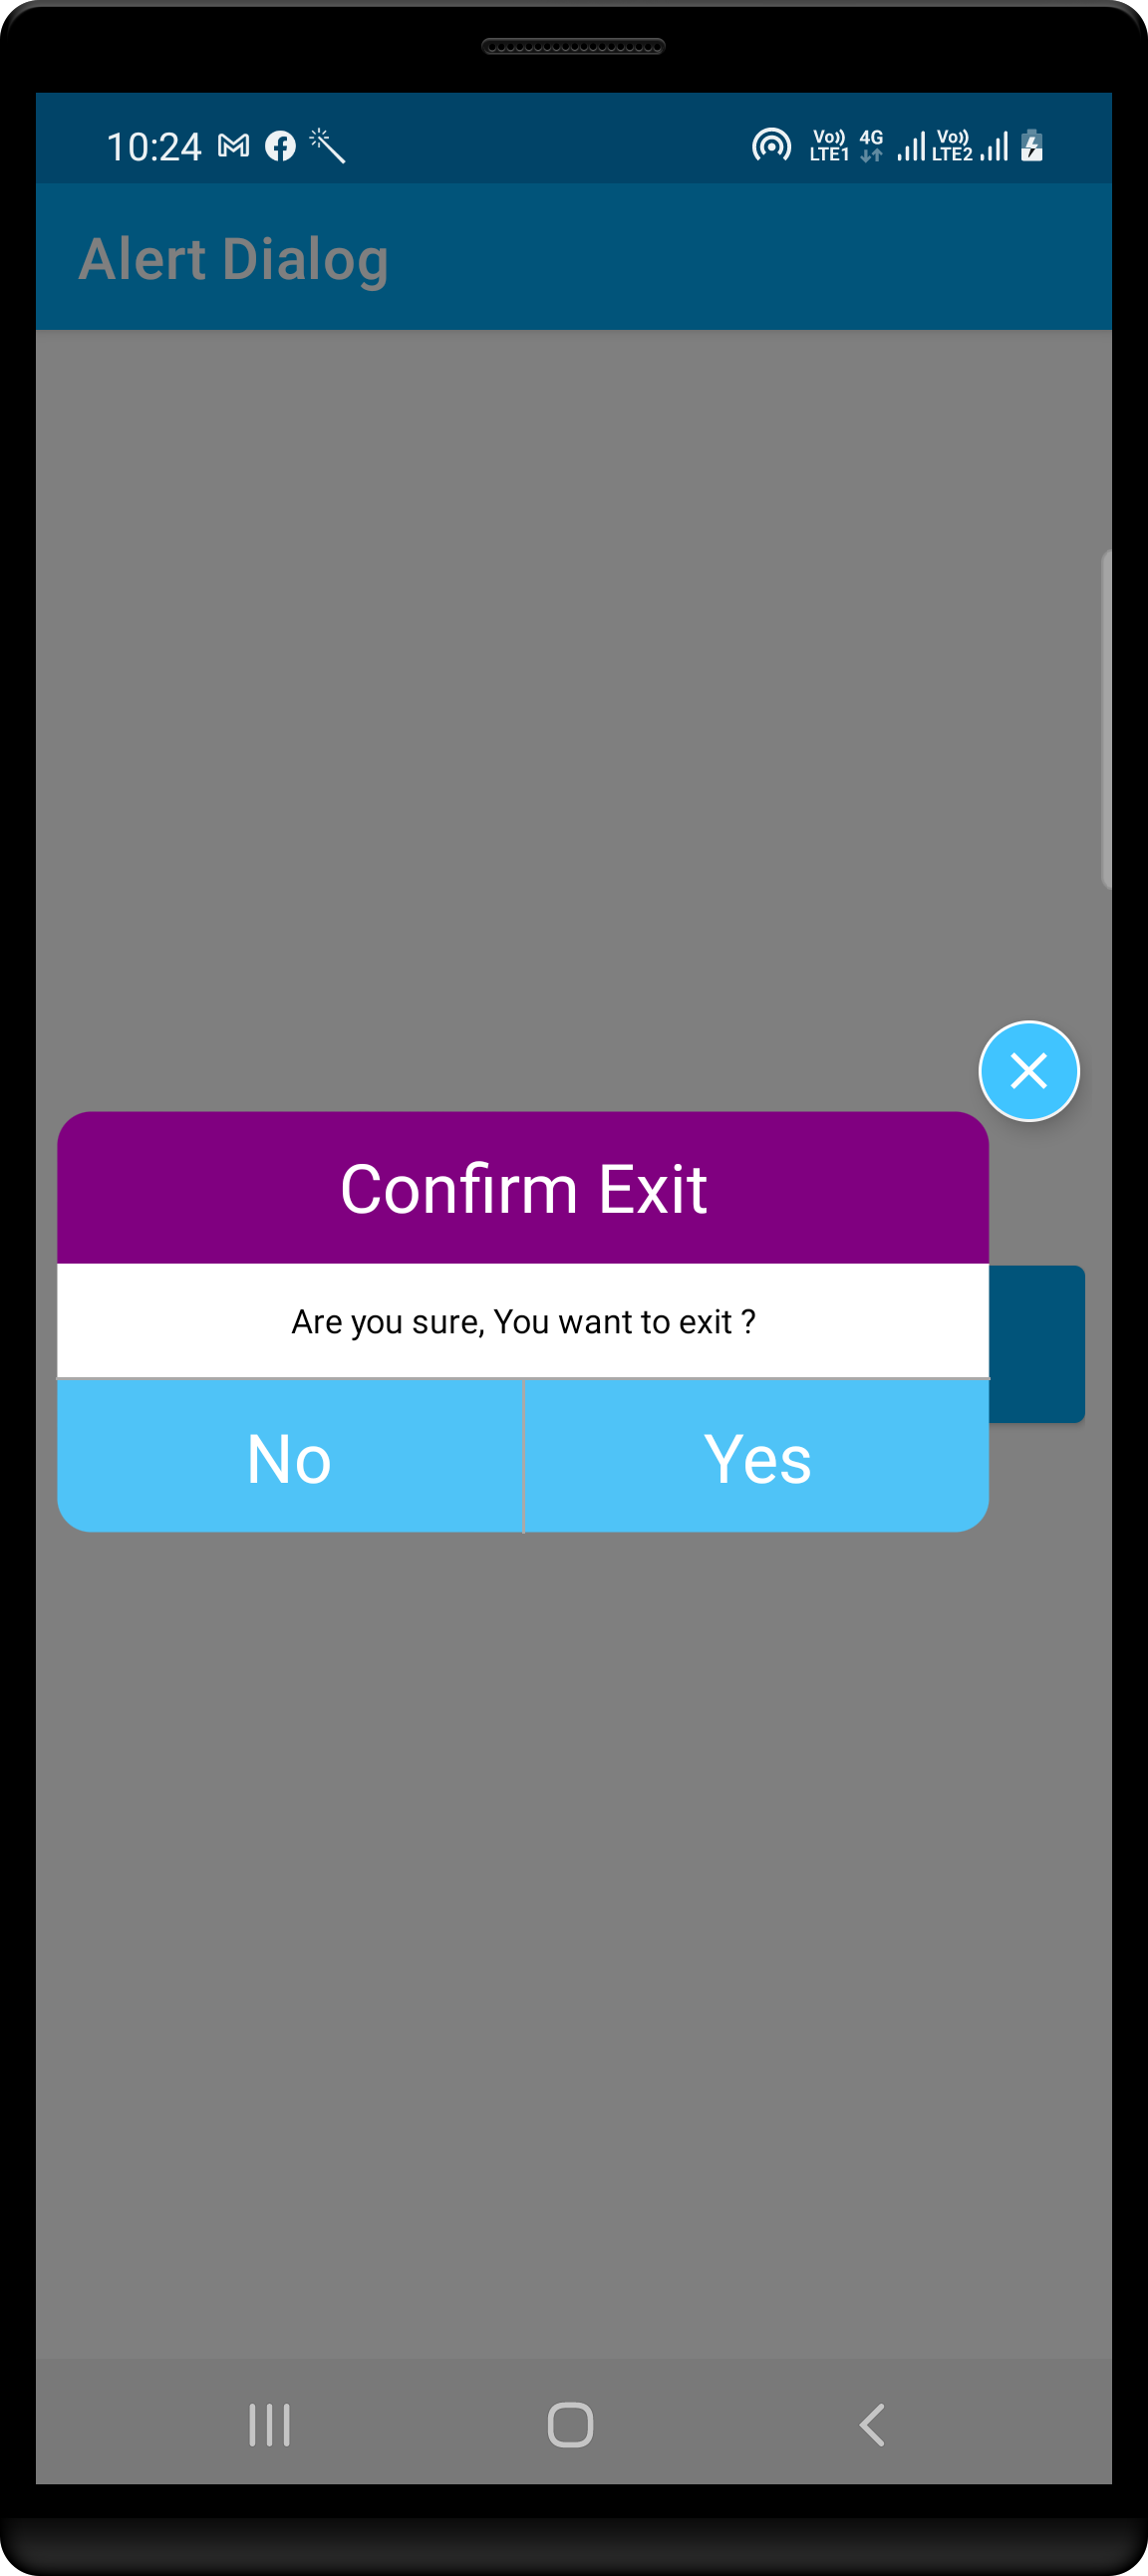 10:24
Vo)) LTE1 4G Vo)) LTE2
Alert Dialog
Confirm Exit
Are you sure, You want to exit ?
No
Yes